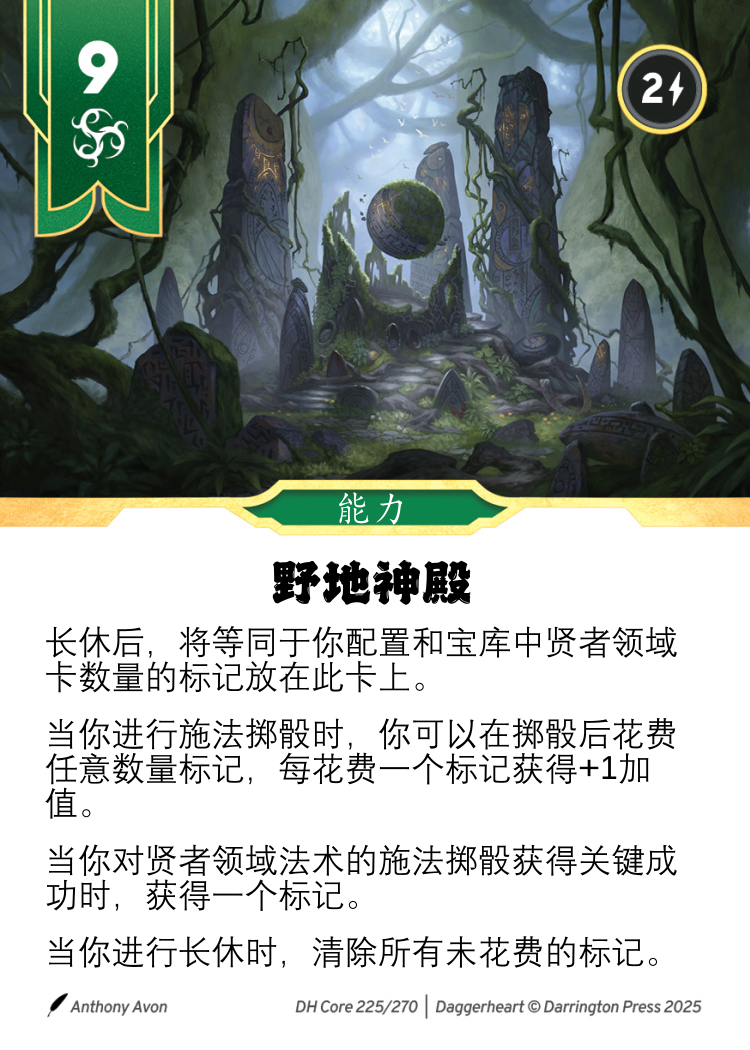 9
2
能力
野地神殿
长休后，将等同于你配置和宝库中贤者领域
卡数量的标记放在此卡上。
当你进行施法掷骰时，你可以在掷骰后花费
任意数量标记，每花费一个标记获得+1加
值。
当你对贤者领域法术的施法掷骰获得关键成
功时，获得一个标记。
当你进行长休时，清除所有未花费的标记。
Anthony Avon
DH Core 225/270 | Daggerheart © Darrington Press 2025